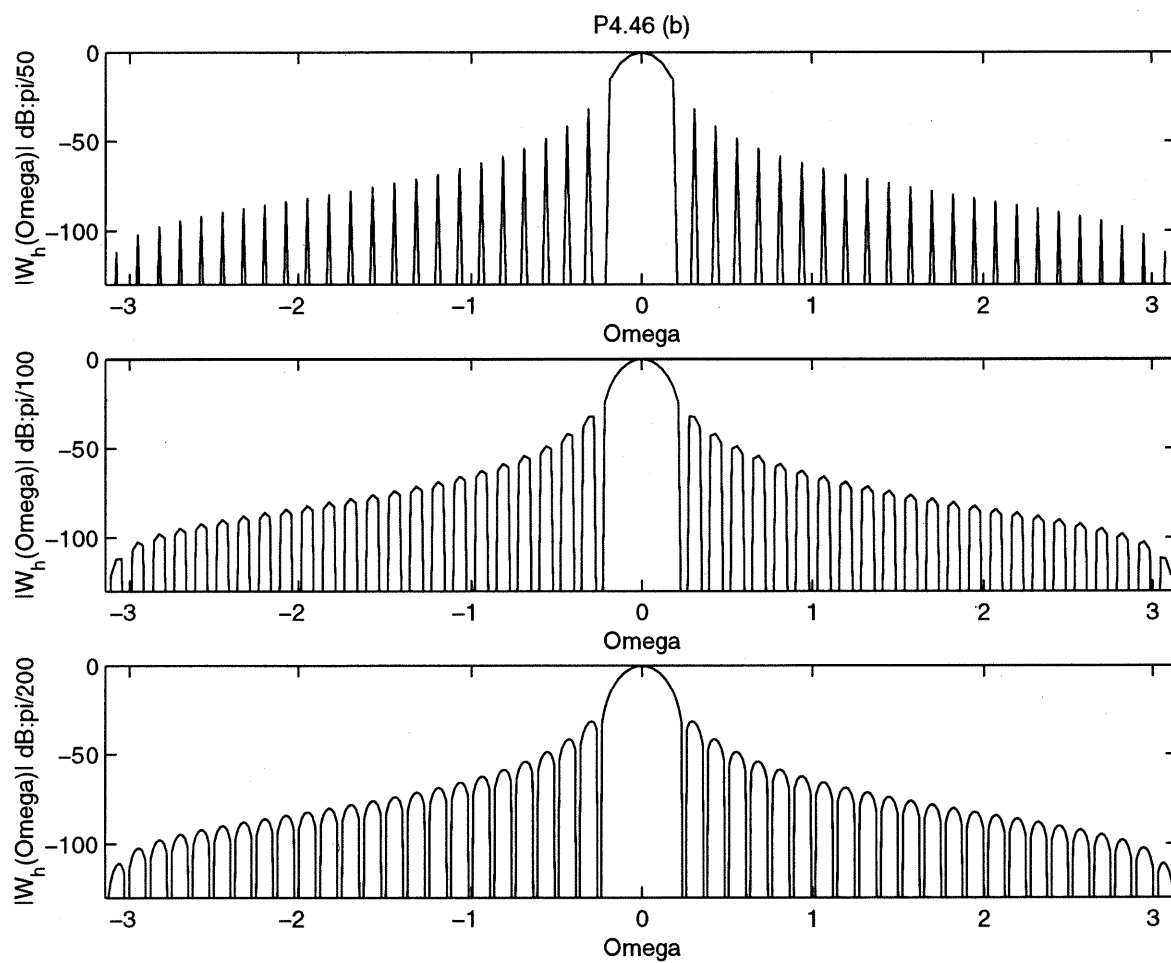 P4.46 (b)
|W_h(Omega)| dB:pi/50
0
−50
−100
−3 −2 −1 0 1 2 3
Omega
|W_h(Omega)| dB:pi/100
0
−50
−100
−3 −2 −1 0 1 2 3
Omega
|W_h(Omega)| dB:pi/200
0
−50
−100
−3 −2 −1 0 1 2 3
Omega